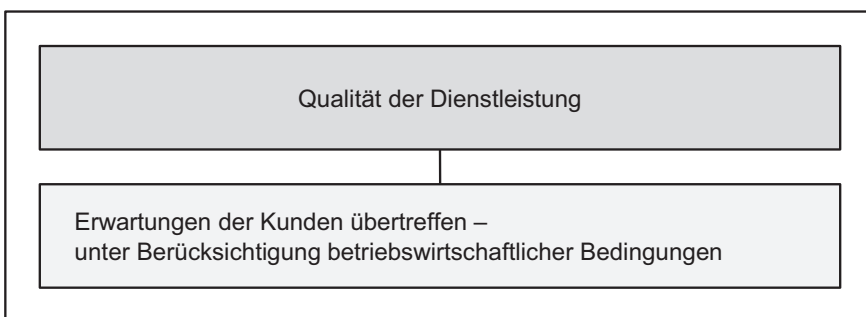 Qualität der Dienstleistung
Erwartungen der Kunden übertreffen –
unter Berücksichtigung betriebswirtschaftlicher Bedingungen